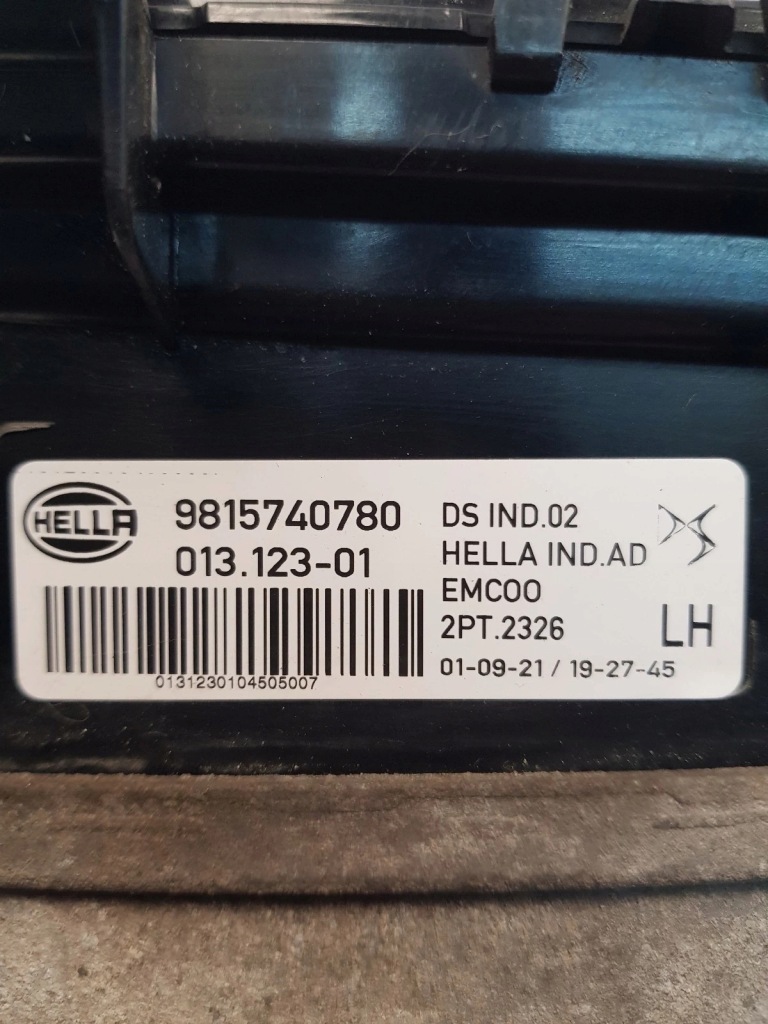 HELLA
9815740780
013.123-01
0131230104505007
DS IND.02
HELLA IND.AD
EMC00
2PT.2326
LH
01-09-21 / 19-27-45